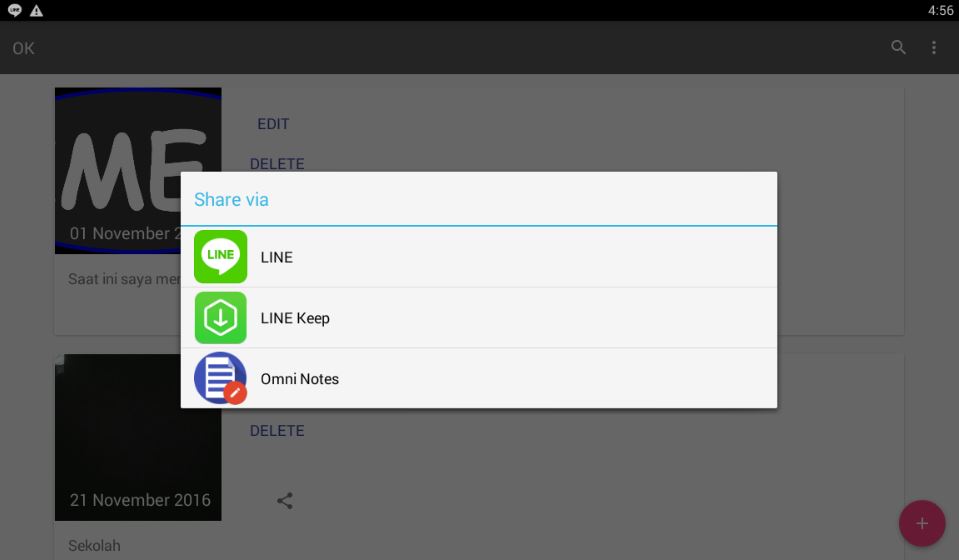 LINE
4:56
OK
EDIT
DELETE
ME
01 November 2
Saat ini saya mer
Share via
LINE
LINE
LINE Keep
Omni Notes
DELETE
21 November 2016
Sekolah